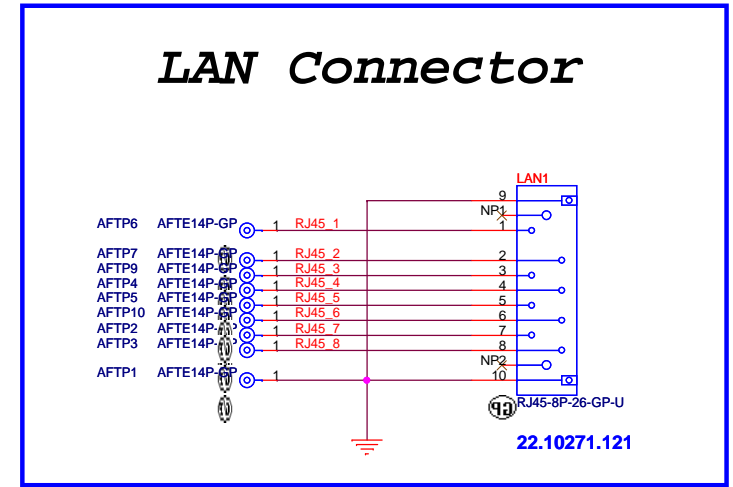 LAN Connector
LAN1
9
NP1
AFTP6 AFTE14P-GP 1 RJ45_1 1
AFTP7 AFTE14P-GP 1 RJ45_2 2
AFTP9 AFTE14P-GP 1 RJ45_3 3
AFTP4 AFTE14P-GP 1 RJ45_4 4
AFTP5 AFTE14P-GP 1 RJ45_5 5
AFTP10 AFTE14P-GP 1 RJ45_6 6
AFTP2 AFTE14P-GP 1 RJ45_7 7
AFTP3 AFTE14P-GP 1 RJ45_8 8
NP2
AFTP1 AFTE14P-GP 1 10
RJ45-8P-26-GP-U
22.10271.121